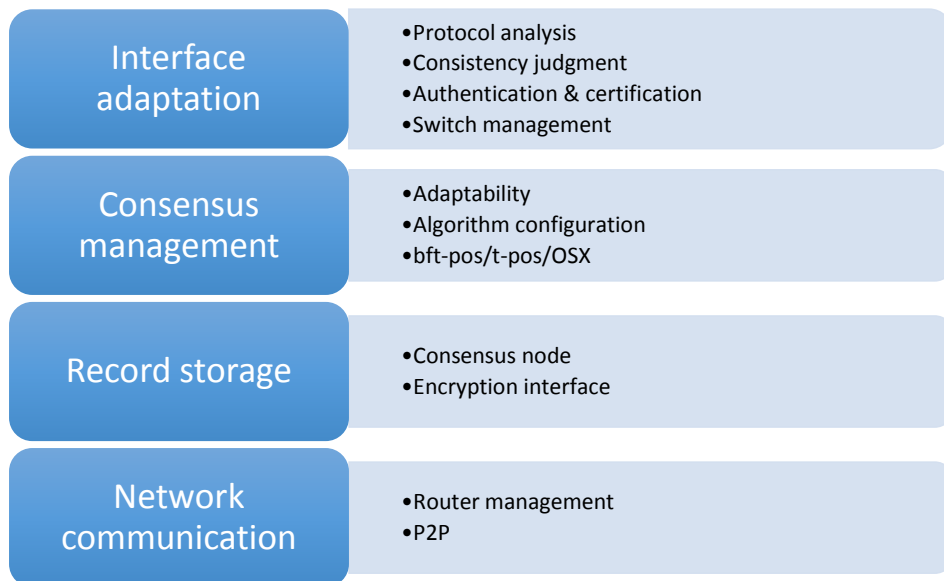 Interface
adaptation
•Protocol analysis
•Consistency judgment
•Authentication & certification
•Switch management
Consensus
management
•Adaptability
•Algorithm configuration
•bft-pos/t-pos/OSX
Record storage
•Consensus node
•Encryption interface
Network
communication
•Router management
•P2P